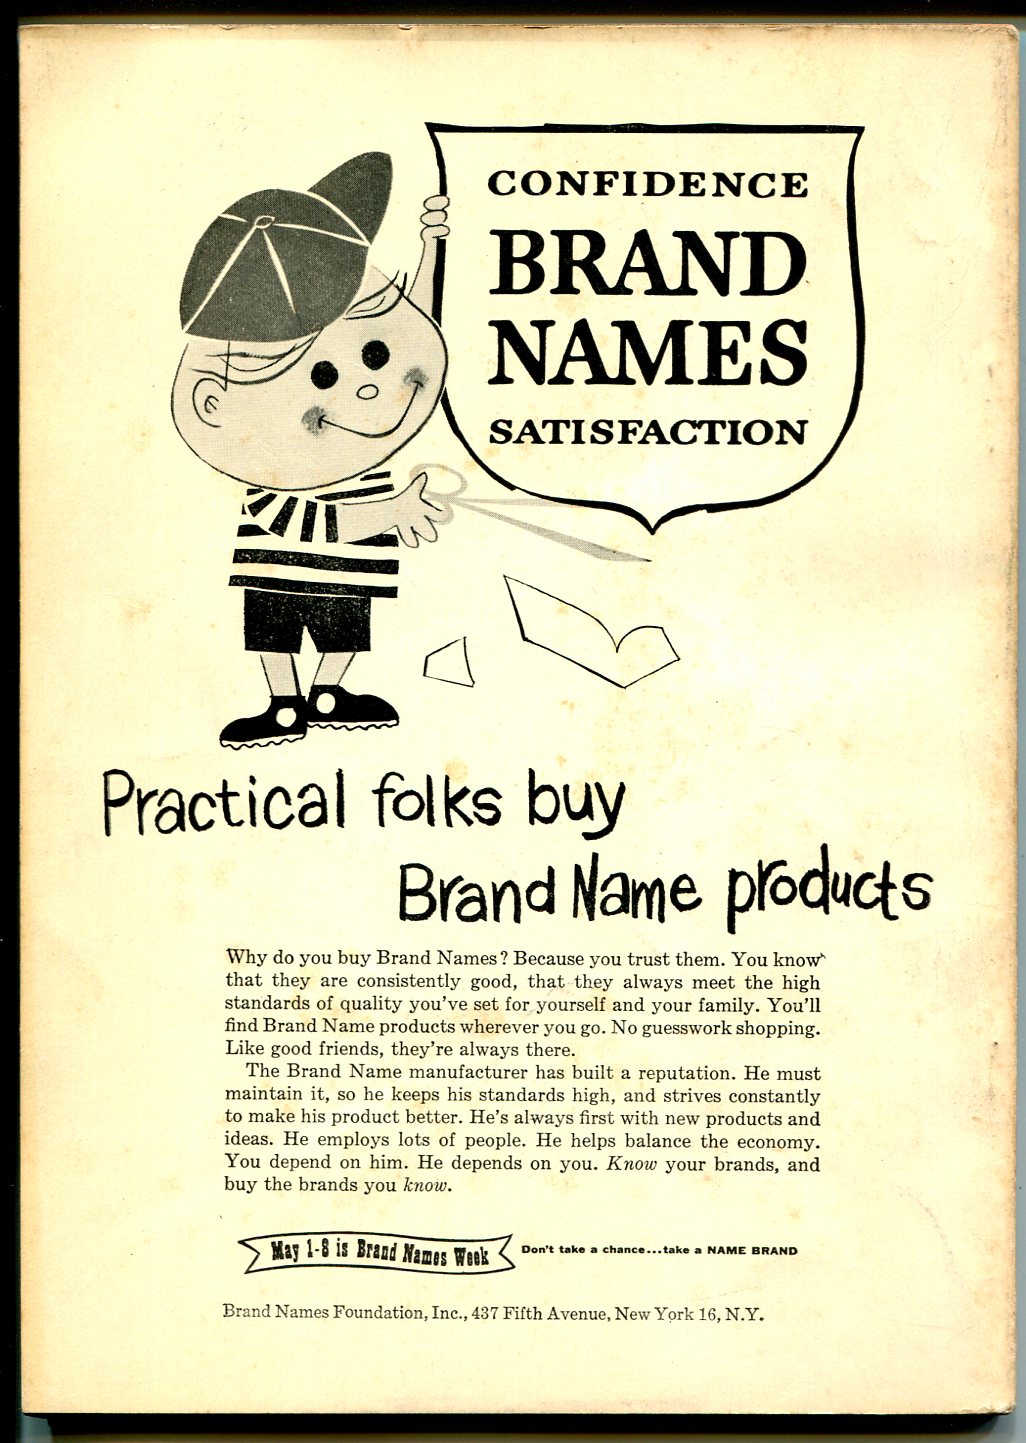 CONFIDENCE
BRAND
NAMES
SATISFACTION
Practical folks buy
Brand Name products
Why do you buy Brand Names? Because you trust them. You know
that they are consistently good, that they always meet the high
standards of quality you've set for yourself and your family. You'll
find Brand Name products wherever you go. No guesswork shopping.
Like good friends, they're always there.
The Brand Name manufacturer has built a reputation. He must
maintain it, so he keeps his standards high, and strives constantly
to make his product better. He's always first with new products and
ideas. He employs lots of people. He helps balance the economy.
You depend on him. He depends on you. Know your brands, and
buy the brands you know.
May 1-8 is Brand Names Week
Don't take a chance...take a NAME BRAND
Brand Names Foundation, Inc., 437 Fifth Avenue, New York 16, N.Y.